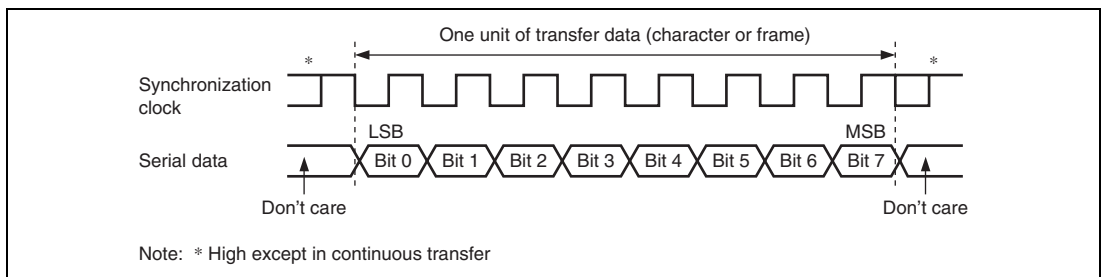 One unit of transfer data (character or frame)
* *
Synchronization
clock
LSB MSB
Serial data Bit 0 Bit 1 Bit 2 Bit 3 Bit 4 Bit 5 Bit 6 Bit 7
Don't care Don't care
Note: * High except in continuous transfer